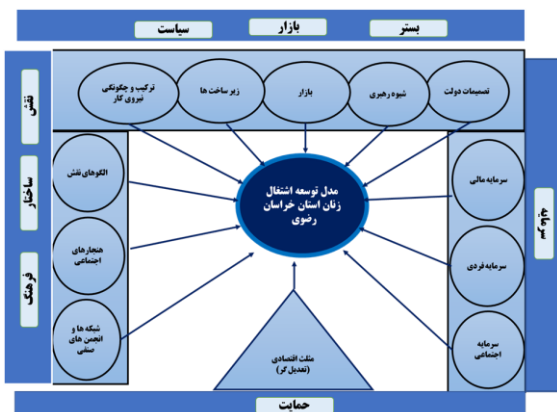 بستر
بازار
سیاست
تصمیمات دولت
شیوه رهبری
بازار
زیر ساخت ها
ترکیب و چگونگی
نیروی کار
سرمایه
سرمایه مالی
سرمایه فردی
سرمایه
اجتماعی
مدل توسعه اشتغال
زنان استان خراسان
رضوی
الگوهای نقش
هنجارهای
اجتماعی
شبکه ها و
انجمن های
صنفی
نقش
ساختار
فرهنگ
مثلث اقتصادی
(تعدیل گر)
حمایت